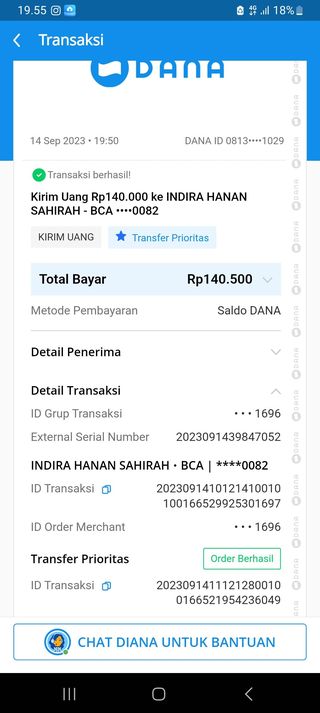 19.55 18%
Transaksi
DANA
14 Sep 2023 • 19:50 DANA ID 0813••••1029
Transaksi berhasil!
Kirim Uang Rp140.000 ke INDIRA HANAN
SAHIRAH - BCA ••••0082
KIRIM UANG Transfer Prioritas
Total Bayar Rp140.500
Metode Pembayaran Saldo DANA
Detail Penerima
Detail Transaksi
ID Grup Transaksi • • • 1696
External Serial Number 2023091439847052
INDIRA HANAN SAHIRAH • BCA | ****0082
ID Transaksi 2023091410121410010
100166529925301697
ID Order Merchant • • • 1696
Transfer Prioritas Order Berhasil
ID Transaksi 2023091411121280010
0166521954236049
CHAT DIANA UNTUK BANTUAN